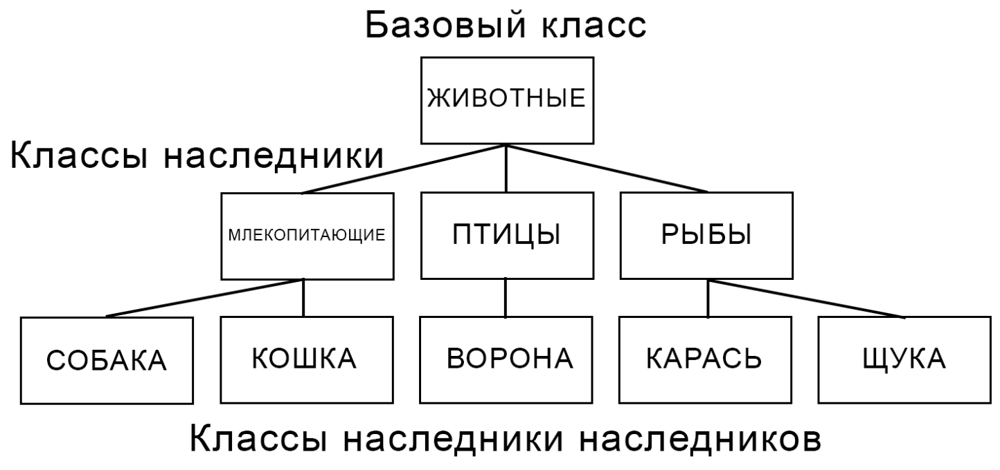 Базовый класс
ЖИВОТНЫЕ
Классы наследники
МЛЕКОПИТАЮЩИЕ
ПТИЦЫ
РЫБЫ
СОБАКА
КОШКА
ВОРОНА
КАРАСЬ
ЩУКА
Классы наследники наследников